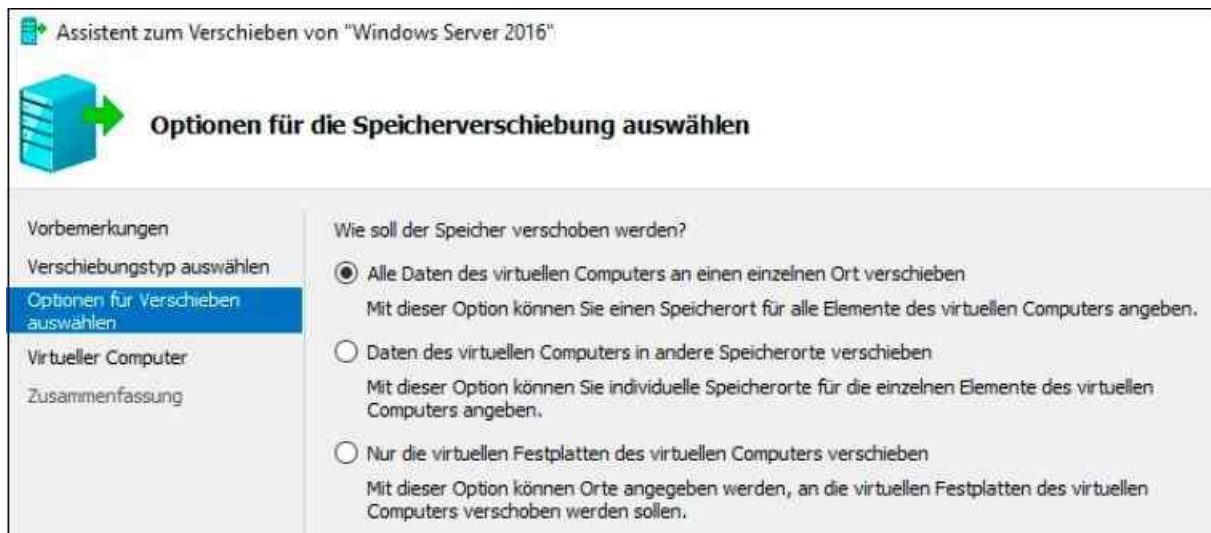 Assistent zum Verschieben von "Windows Server 2016"
Optionen für die Speicherverschiebung auswählen
Vorbemerkungen
Verschiebungstyp auswählen
Optionen für Verschieben
auswählen
Virtueller Computer
Zusammenfassung
Wie soll der Speicher verschoben werden?
Alle Daten des virtuellen Computers an einen einzelnen Ort verschieben
Mit dieser Option können Sie einen Speicherort für alle Elemente des virtuellen Computers angeben.
Daten des virtuellen Computers in andere Speicherorte verschieben
Mit dieser Option können Sie individuelle Speicherorte für die einzelnen Elemente des virtuellen
Computers angeben.
Nur die virtuellen Festplatten des virtuellen Computers verschieben
Mit dieser Option können Orte angegeben werden, an die virtuellen Festplatten des virtuellen
Computers verschoben werden sollen.